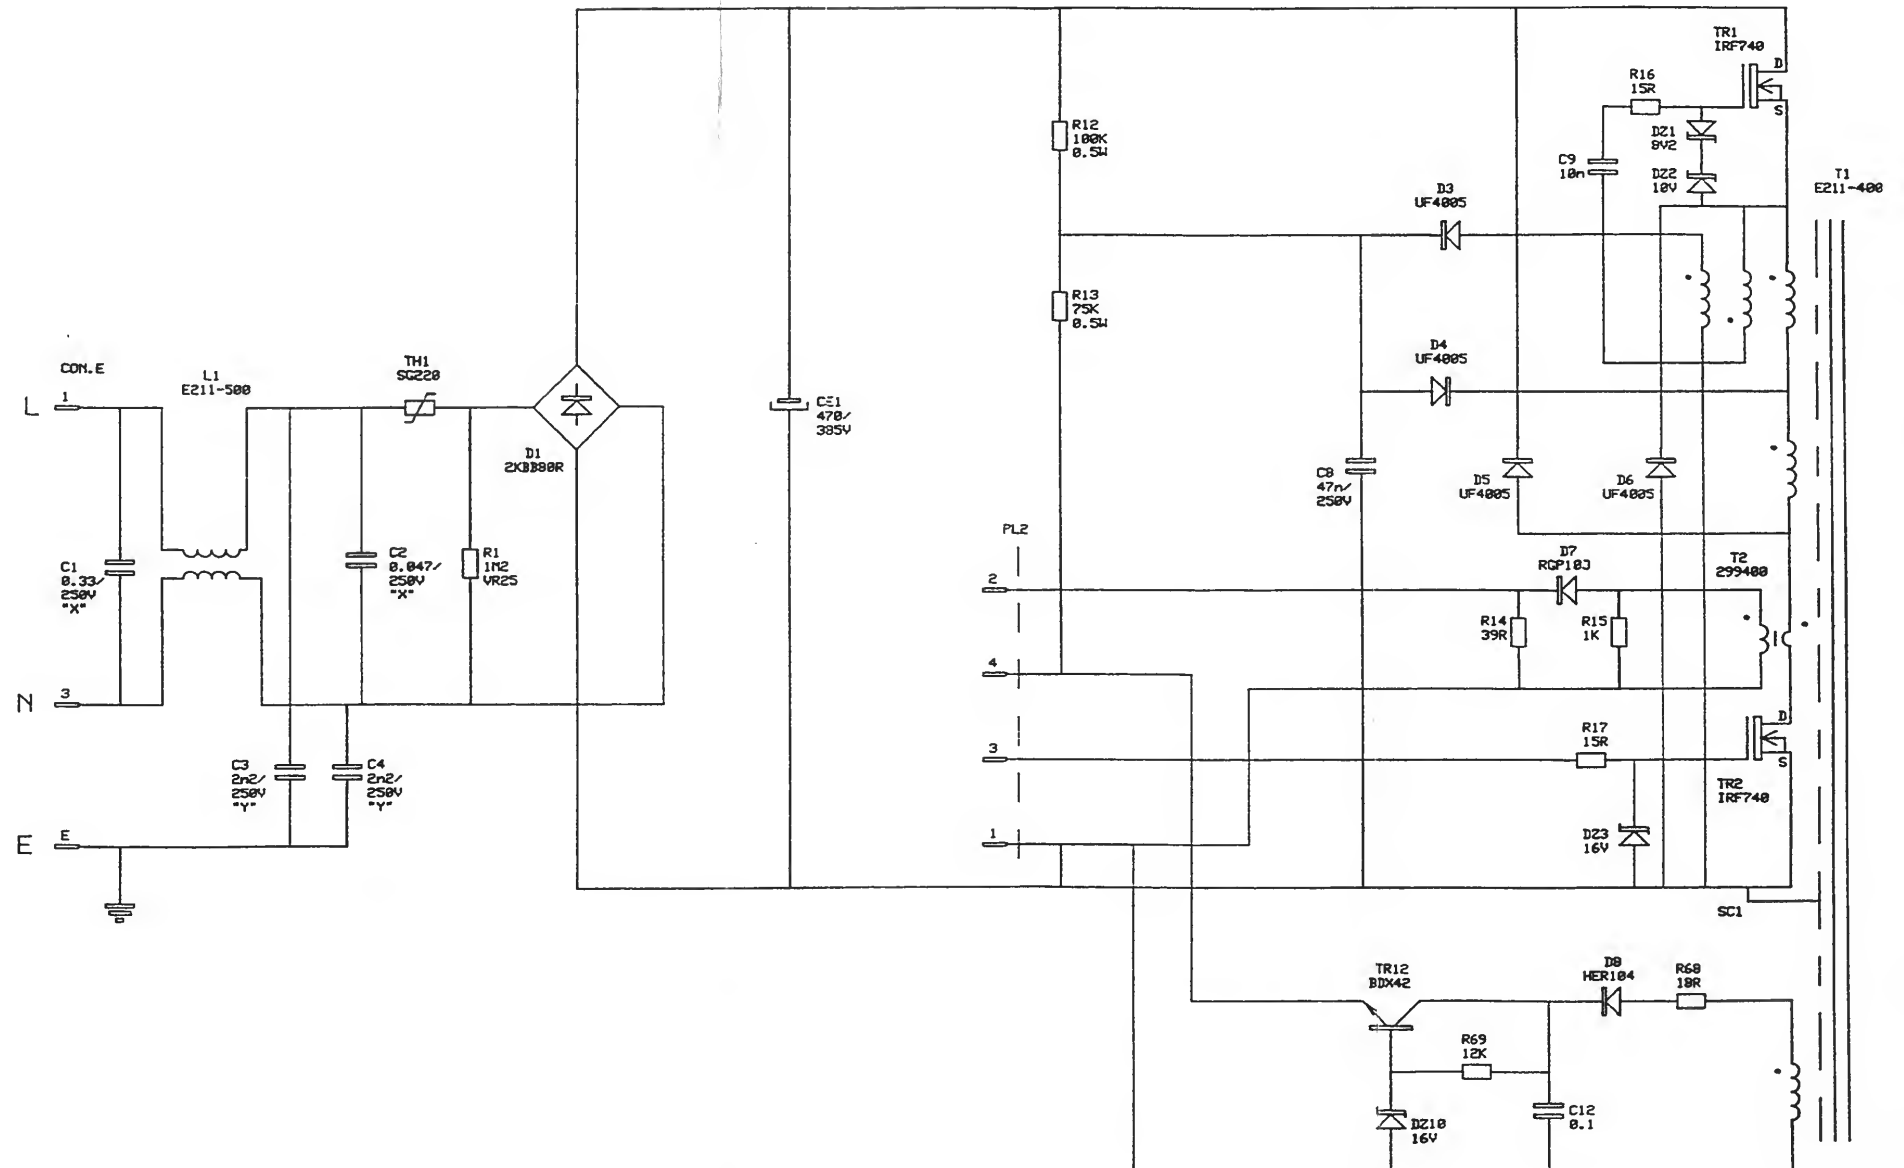 TR1
IRF740
D
S
R16
15R
DZ1
8V2
DZ2
10V
C9
10n
T1
E211-400
R12
100K
0.5W
D3
UF4005
R13
75K
0.5W
D4
UF4005
CON.E
L
1
L1
E211-500
TH1
SG220
D1
2KBB80R
CE1
470/
385V
C8
47n/
250V
D5
UF4005
D6
UF4005
C1
0.33/
250V
"X"
C2
0.047/
250V
"X"
R1
1M2
VR25
PL2
2
D7
RGP103
T2
299400
R14
39R
R15
1K
4
N
3
C3
2n2/
250V
"Y"
C4
2n2/
250V
"Y"
3
R17
15R
D
S
TR2
IRF740
E
E
1
DZ3
16V
SC1
TR12
BDX42
D8
HER104
R68
18R
R69
12K
DZ10
16V
C12
0.1